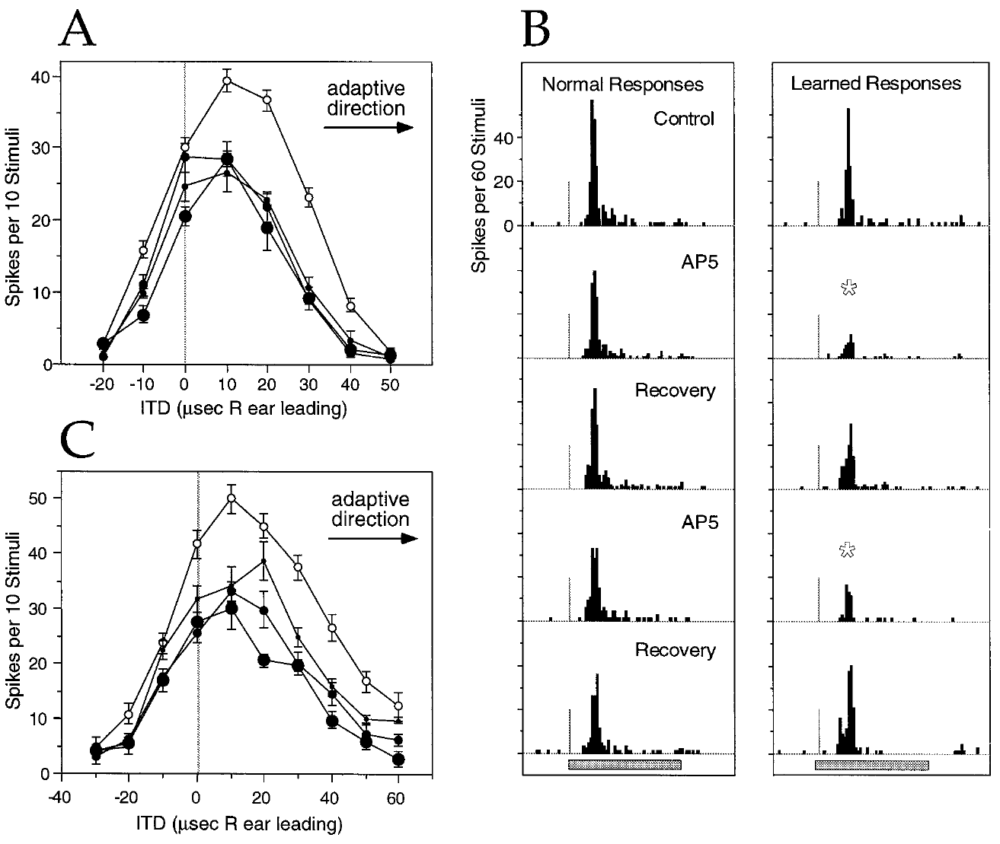 A
40
30
20
10
0
Spikes per 10 Stimuli
adaptive
direction
-20 -10 0 10 20 30 40 50
ITD (μsec R ear leading)
B
Normal Responses
Learned Responses
Spikes per 60 Stimuli
40
20
0
Control
AP5
*
Recovery
AP5
*
Recovery
C
50
40
30
20
10
0
Spikes per 10 Stimuli
adaptive
direction
-40 -20 0 20 40 60
ITD (μsec R ear leading)